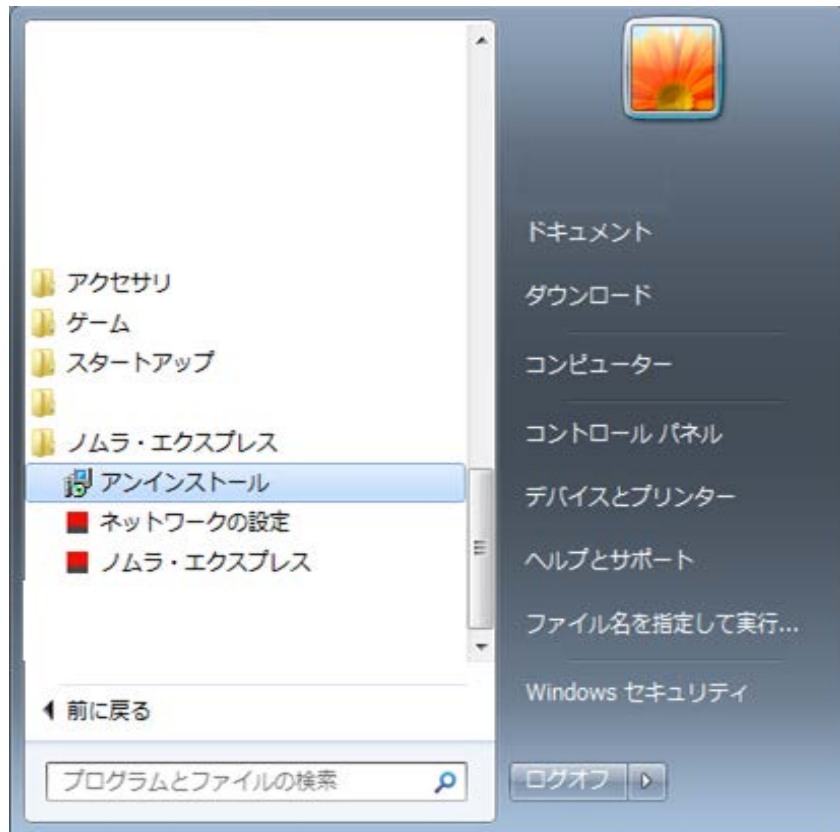 アクセサリ
ゲーム
スタートアップ
ノムラ・エクスプレス
アンインストール
ネットワークの設定
ノムラ・エクスプレス
前に戻る
プログラムとファイルの検索
ドキュメント
ダウンロード
コンピューター
コントロール パネル
デバイスとプリンター
ヘルプとサポート
ファイル名を指定して実行...
Windows セキュリティ
ログオフ